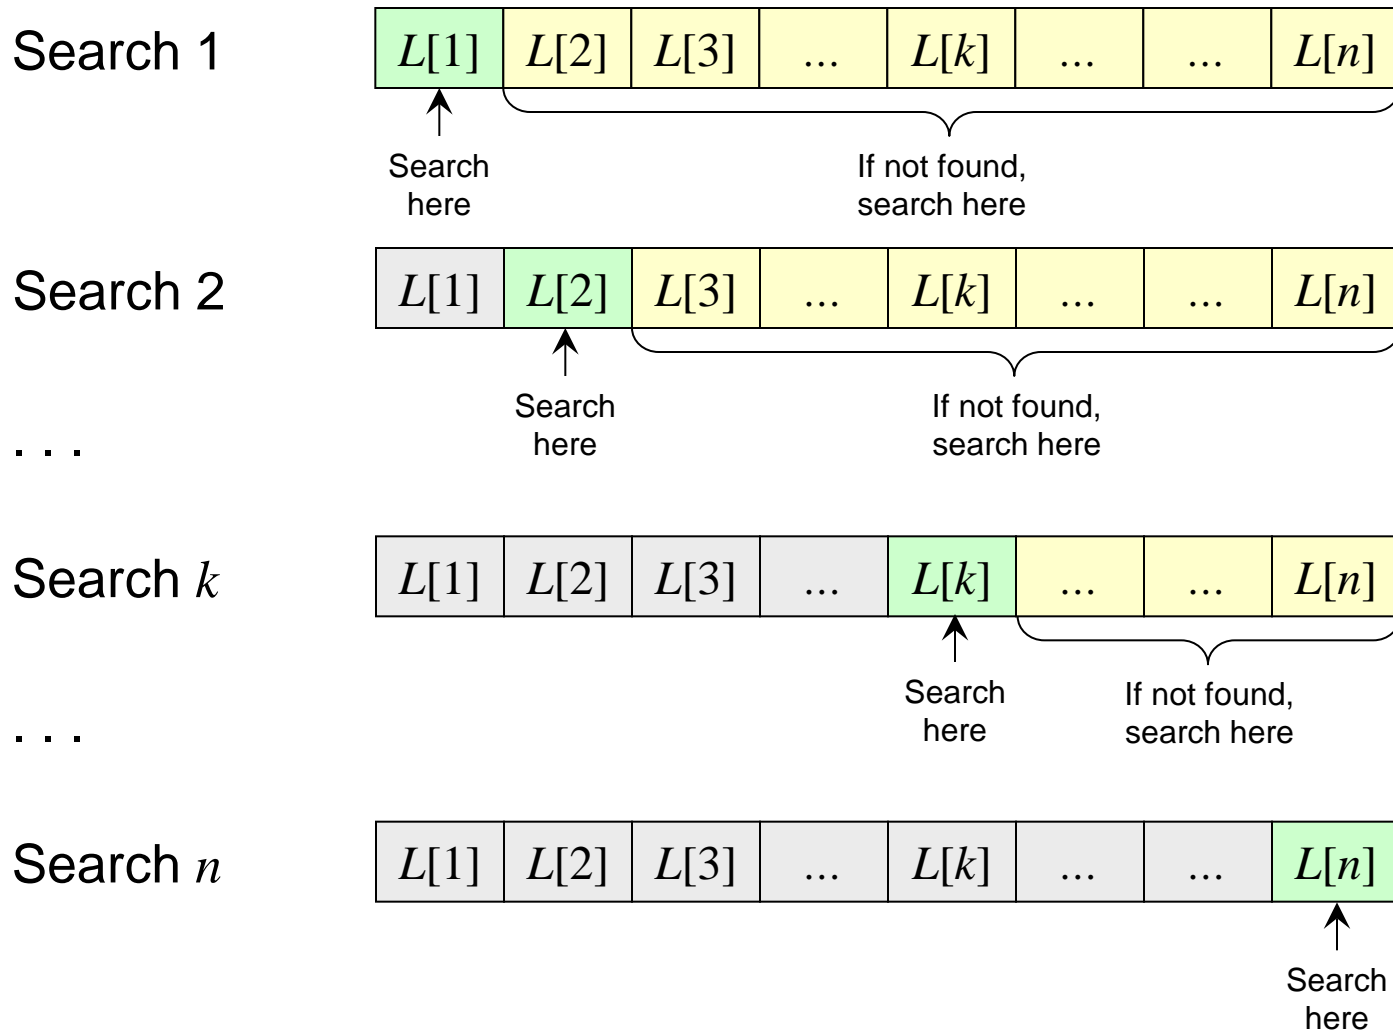 Search 1 L[1] L[2] L[3] ... L[k] ... ... L[n]
Search If not found,
here search here
Search 2 L[1] L[2] L[3] ... L[k] ... ... L[n]
Search If not found,
here search here
. . .
Search k L[1] L[2] L[3] ... L[k] ... ... L[n]
Search If not found,
here search here
. . .
Search n L[1] L[2] L[3] ... L[k] ... ... L[n]
Search
here